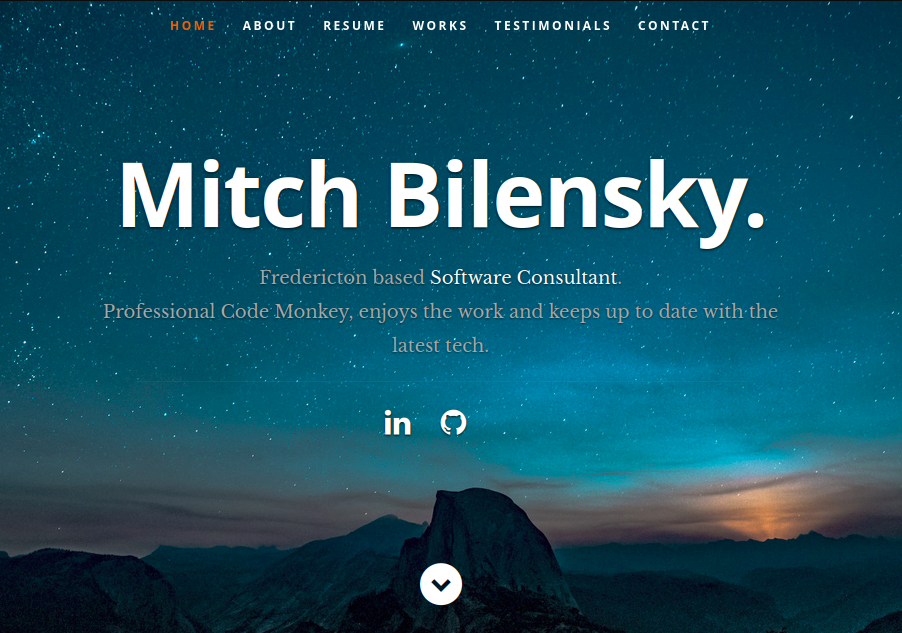 HOME ABOUT RESUME WORKS TESTIMONIALS CONTACT
Mitch Bilensky.
Fredericton based Software Consultant.
Professional Code Monkey, enjoys the work and keeps up to date with the
latest tech.
in